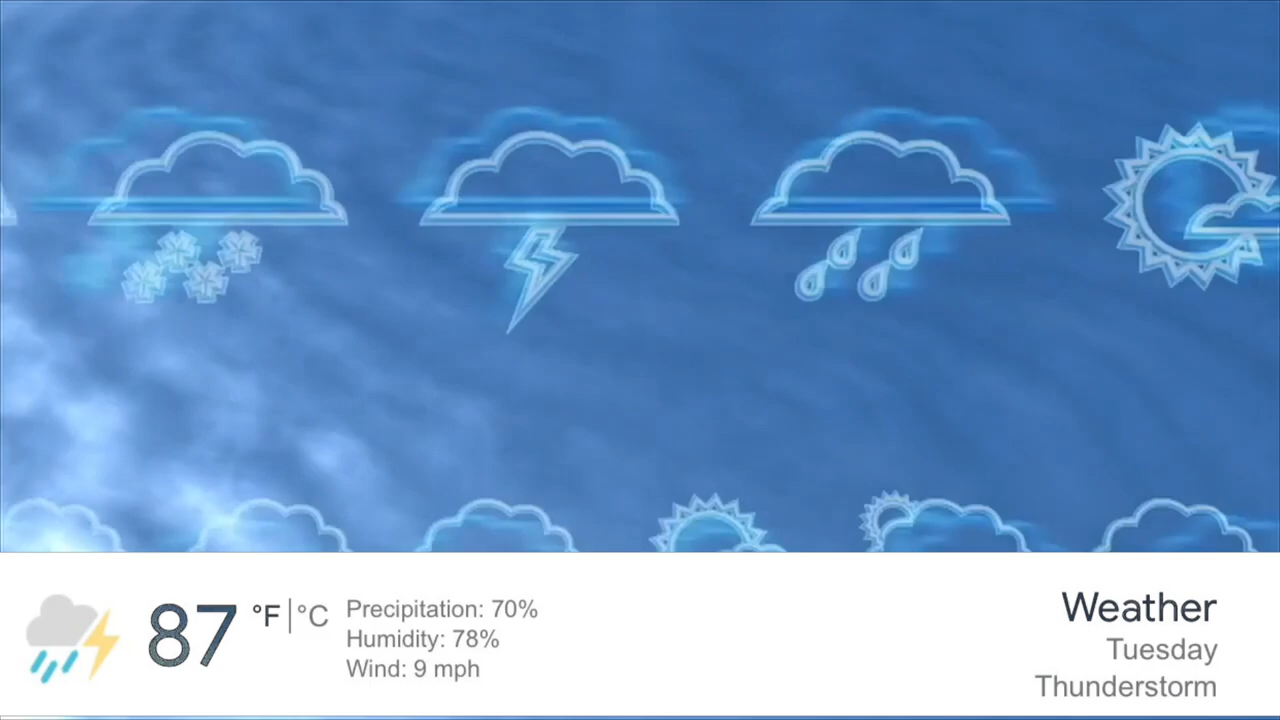 87 °F|°C
Precipitation: 70%
Humidity: 78%
Wind: 9 mph
Weather
Tuesday
Thunderstorm